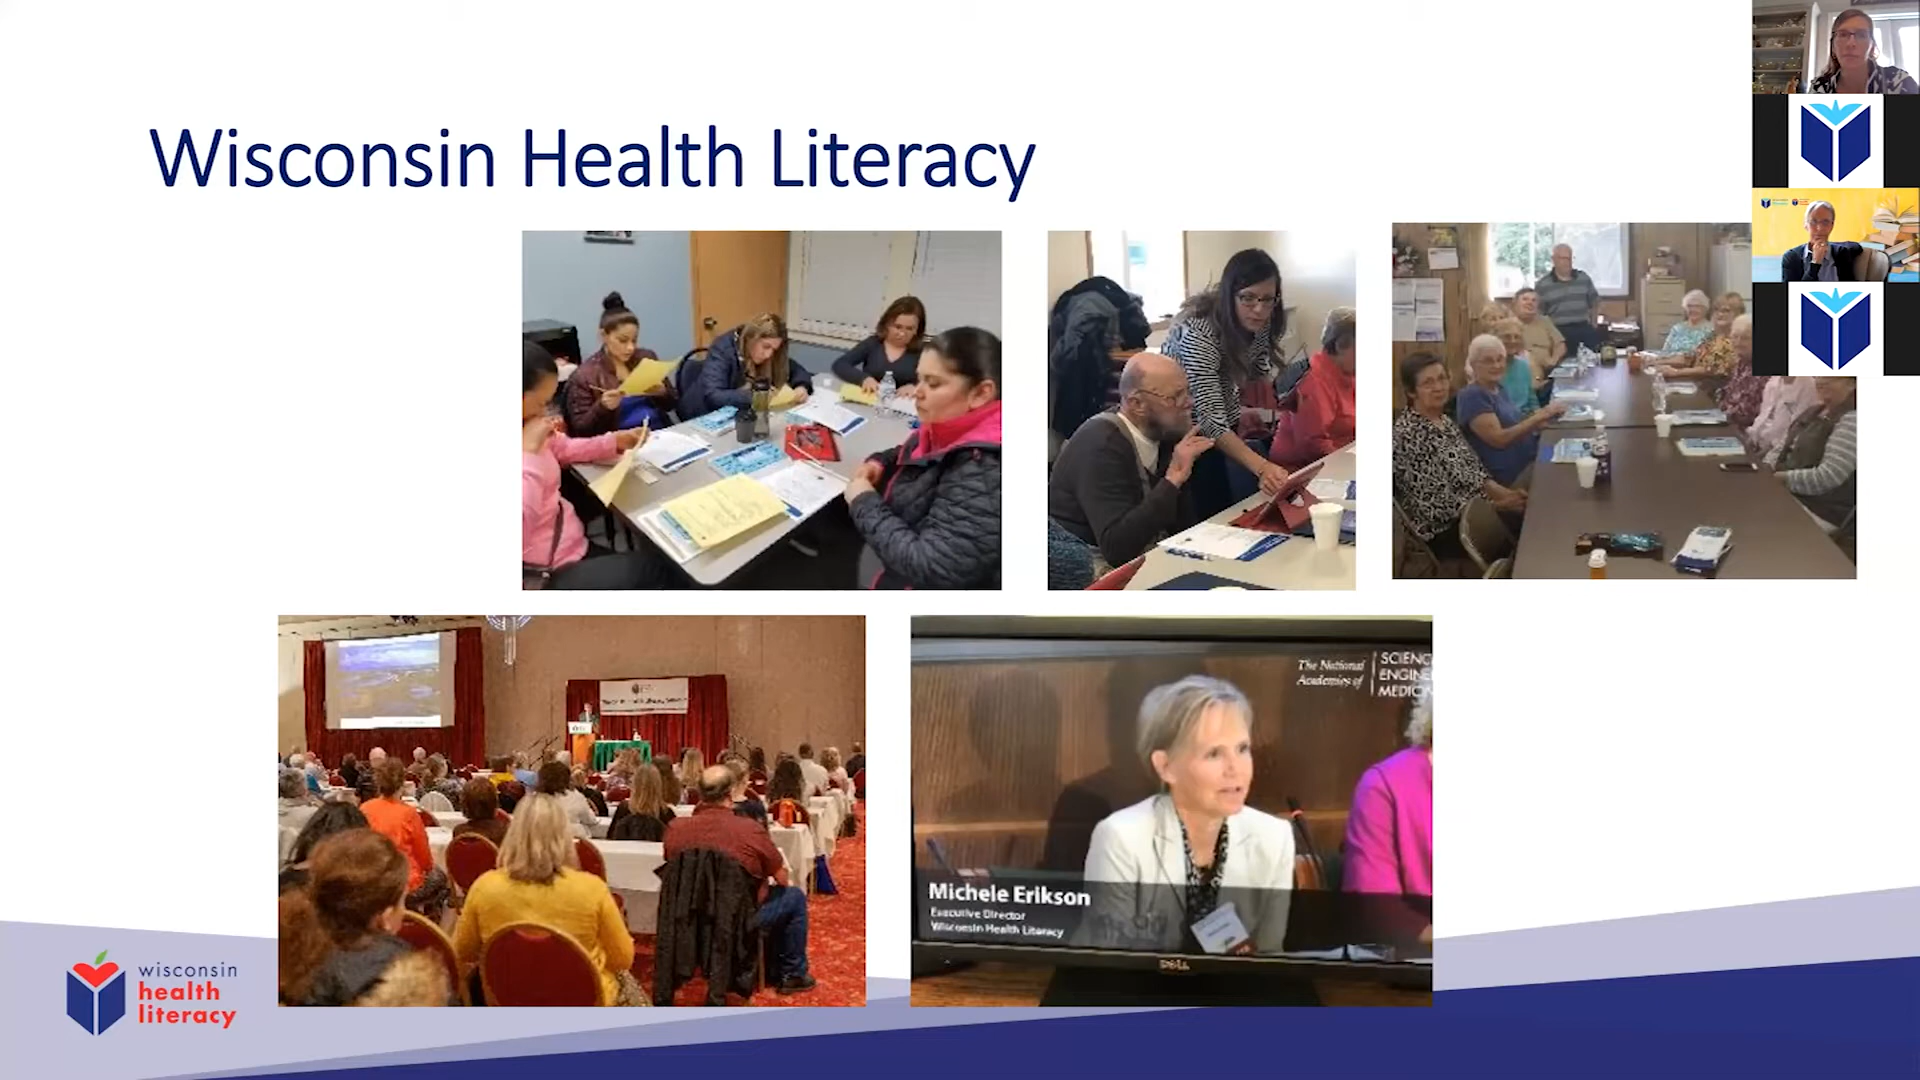 Wisconsin Health Literacy
The National
Academies of
SCIENC
ENGINE
MEDICIN
Michele Erikson
Executive Director
Wisconsin Health Literacy
DELL
wisconsin
health
literacy